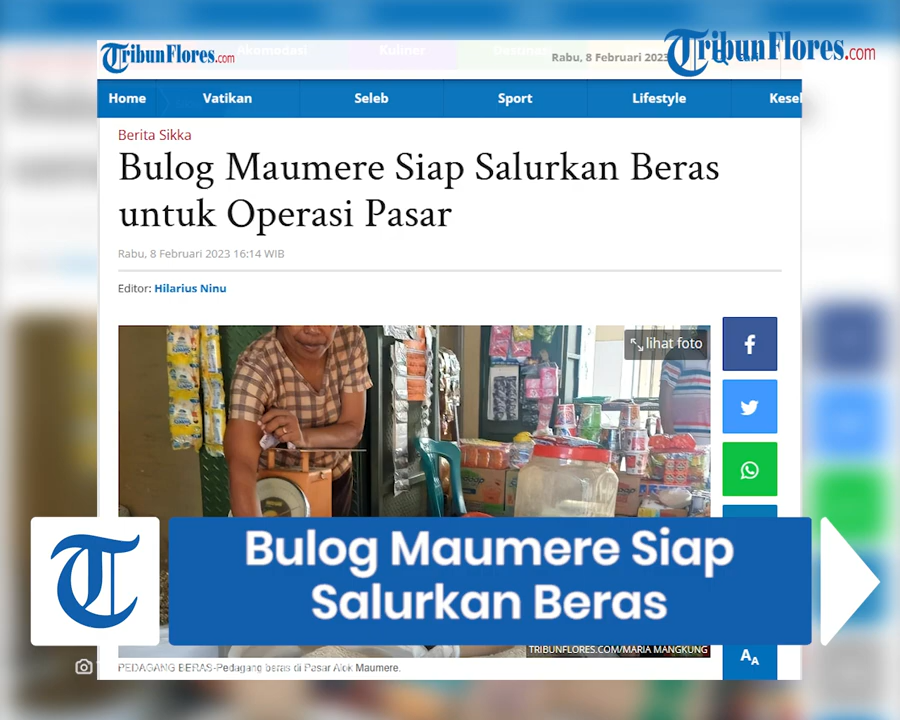 TribunFlores.com
Akomodasi
Kuliner
Rabu, 8 Februari 2023
TribunFlores.com
Home
Vatikan
Seleb
Sport
Lifestyle
Kesel
Berita Sikka
Bulog Maumere Siap Salurkan Beras
untuk Operasi Pasar
Rabu, 8 Februari 2023 16:14 WIB
Editor: Hilarius Ninu
lihat foto
Bulog Maumere Siap
Salurkan Beras
TRIBUNFLORES.COM/MARIA MANGKUNG
PEDAGANG BERAS-Pedagang beras di Pasar Alok Maumere.
AA